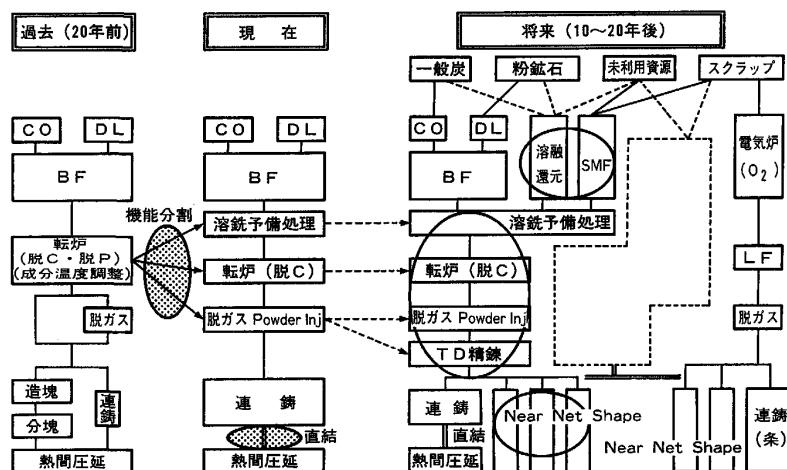 過去(20年前)
現 在
将来(10~20年後)
一般炭
粉鉱石
未利用資源
スクラップ
CO
DL
CO
DL
CO
DL
溶融還元
SMF
電気炉
(O₂)
BF
BF
BF
機能分割
溶銑予備処理
溶銑予備処理
転炉
(脱C・脱P)
(成分温度調整)
転炉(脱C)
転炉(脱C)
LF
脱ガス
脱ガス Powder Inj
脱ガス Powder Inj
脱ガス
TD精錬
造塊
分塊
連鋳
連 鋳
連 鋳
Near Net Shape
Near Net Shape
連鋳
(条)
直結
直結
熱間圧延
熱間圧延
熱間圧延